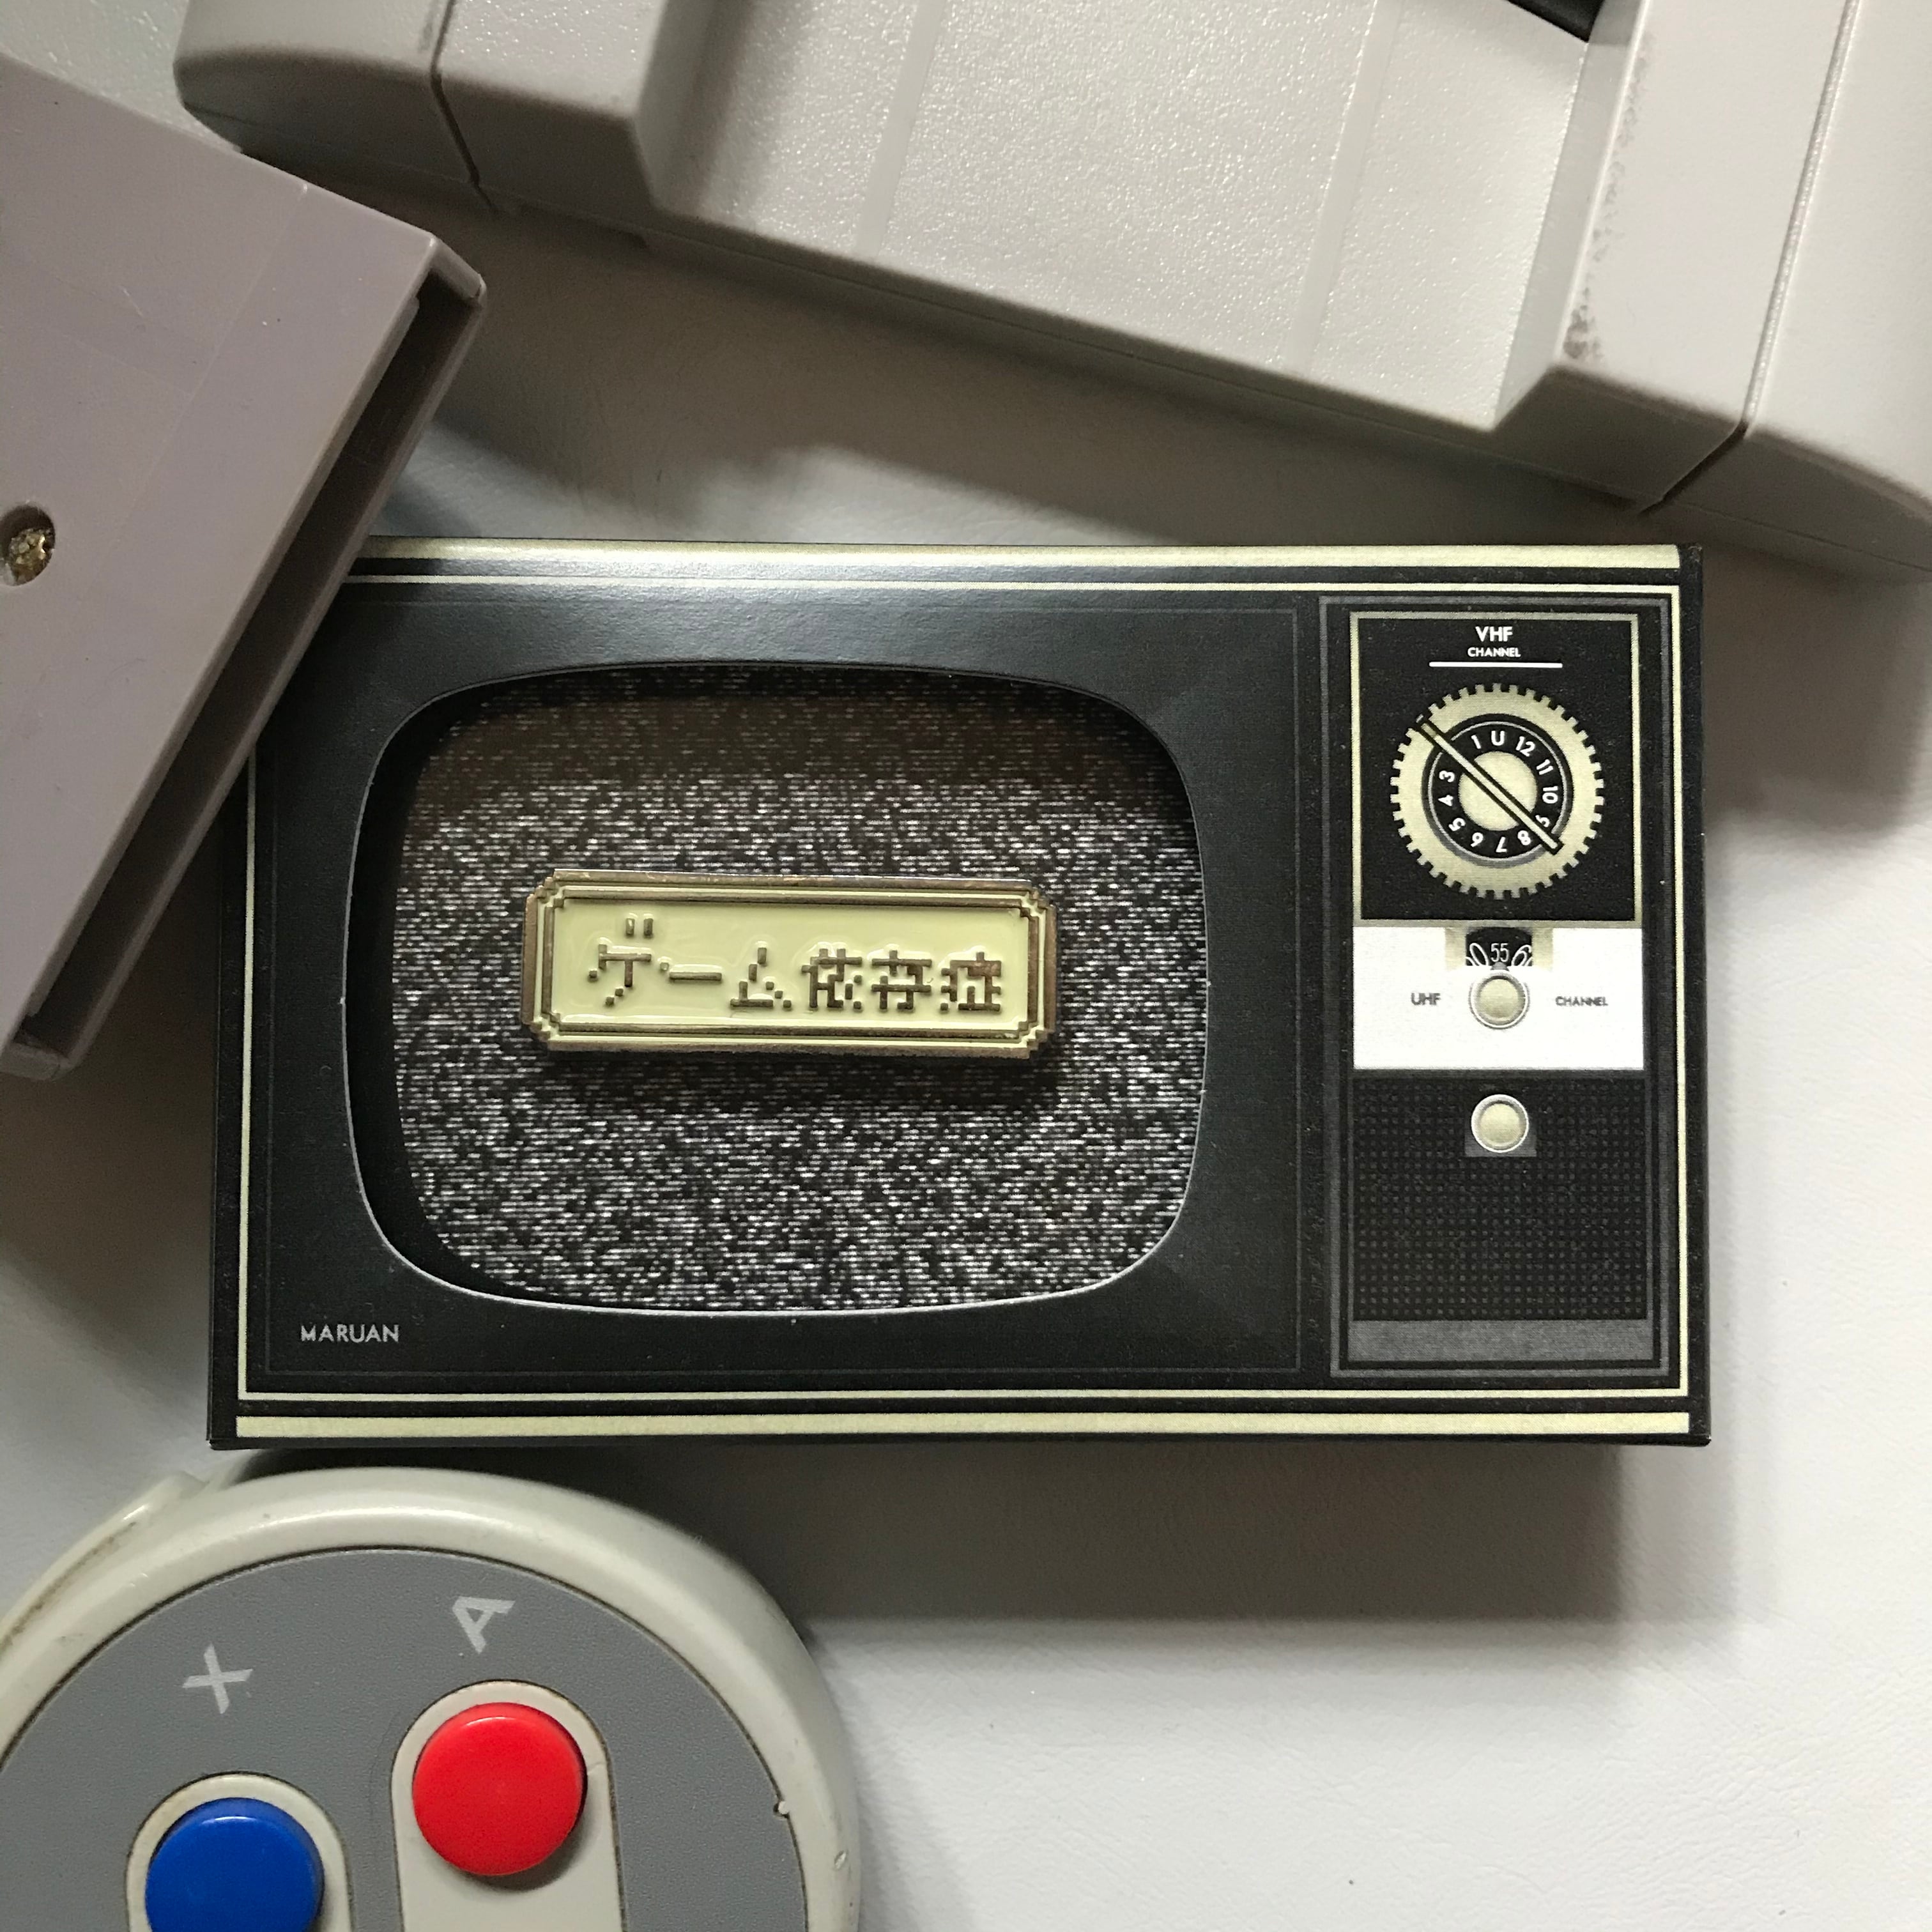 VHF
CHANNEL
1 U 12 11 10 9 8 7 6 5 4 3
ゲーム依存症
55
UHF CHANNEL
MARUAN
X A